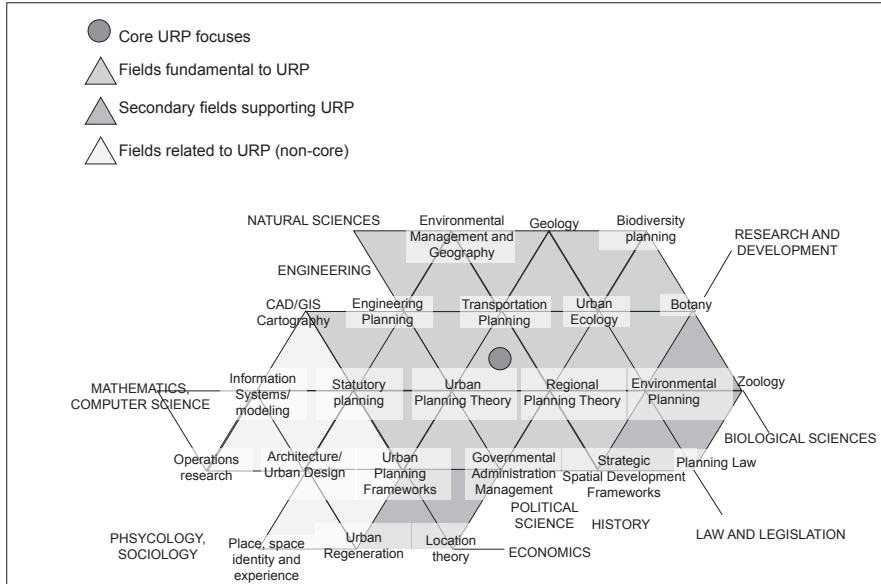 Core URP focuses
Fields fundamental to URP
Secondary fields supporting URP
Fields related to URP (non-core)
NATURAL SCIENCES
Environmental
Management and
Geography
Geology
Biodiversity
planning
RESEARCH AND
DEVELOPMENT
ENGINEERING
CAD/GIS
Cartography
Engineering
Planning
Transportation
Planning
Urban
Ecology
Botany
MATHEMATICS,
COMPUTER SCIENCE
Information
Systems/
modeling
Statutory
planning
Urban
Planning Theory
Regional
Planning Theory
Environmental
Planning
Zoology
BIOLOGICAL SCIENCES
Operations
research
Architecture/
Urban Design
Urban
Planning
Frameworks
Governmental
Administration
Management
Strategic
Spatial Development
Frameworks
Planning Law
POLITICAL
SCIENCE
HISTORY
LAW AND LEGISLATION
PHSYCOLOGY,
SOCIOLOGY
Place, space
identity and
experience
Urban
Regeneration
Location
theory
ECONOMICS